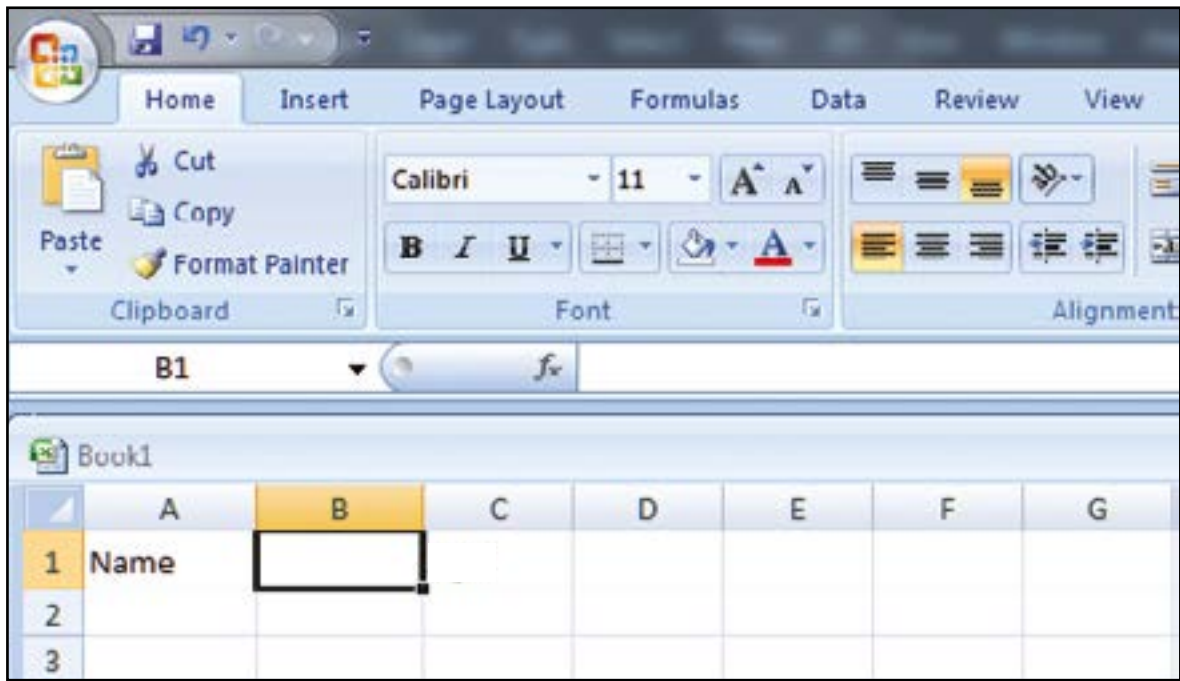 Home Insert Page Layout Formulas Data Review View
Cut
Copy
Paste
Format Painter
Clipboard
Calibri 11 A A
B I U A
Font
Alignment
B1 fx
Book1
A B C D E F G
1 Name
2
3